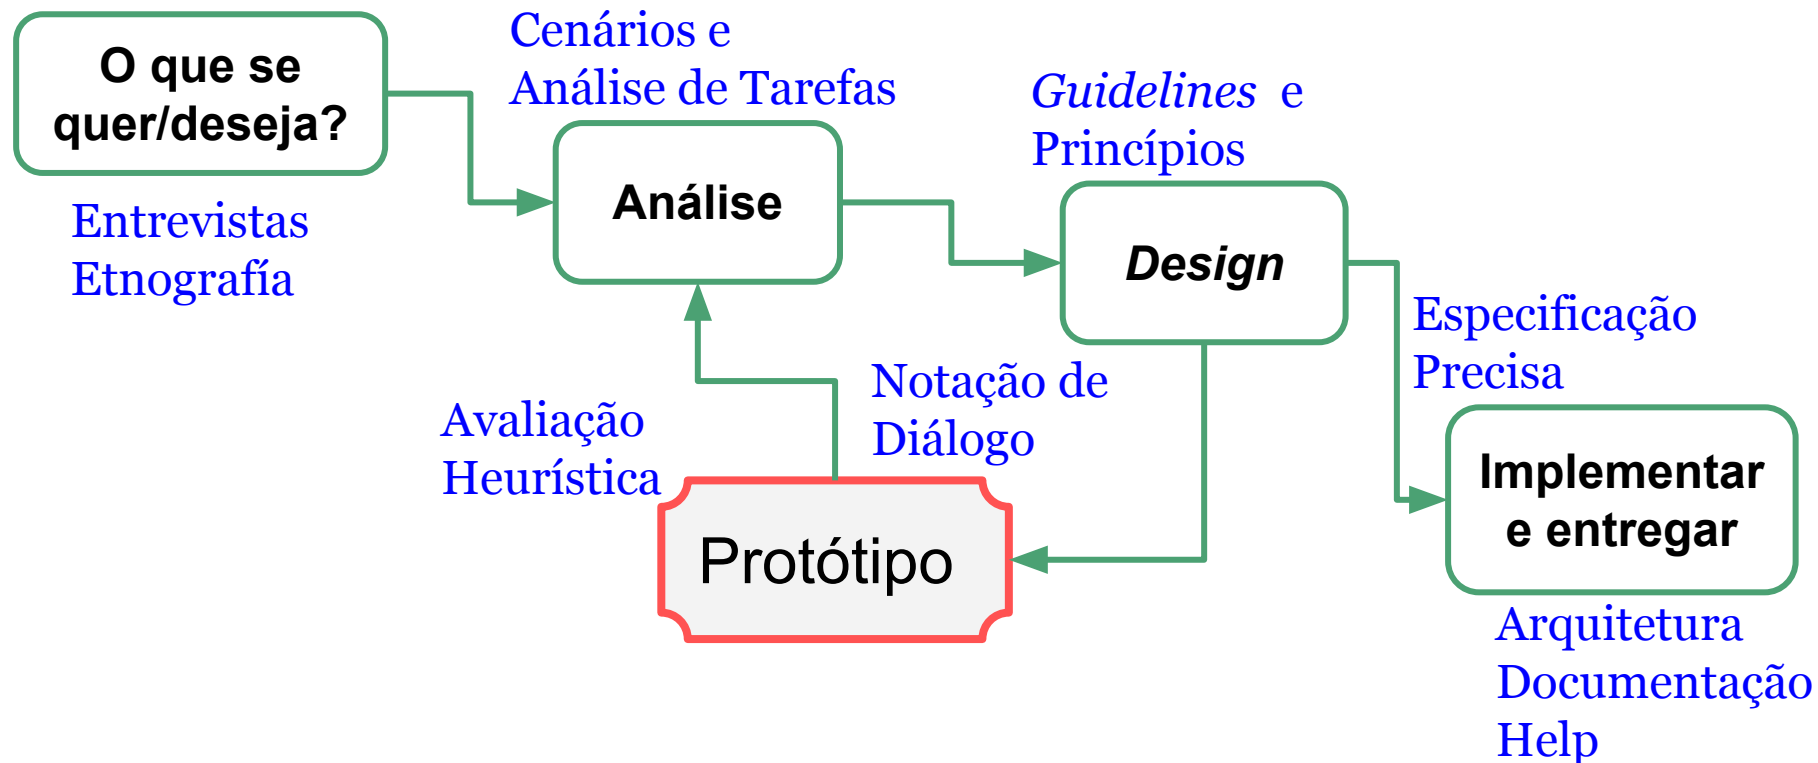 O que se
quer/deseja?
Entrevistas
Etnografía
Cenários e
Análise de Tarefas
Análise
Guidelines e
Princípios
Design
Especificação
Precisa
Notação de
Diálogo
Avaliação
Heurística
Protótipo
Implementar
e entregar
Arquitetura
Documentação
Help